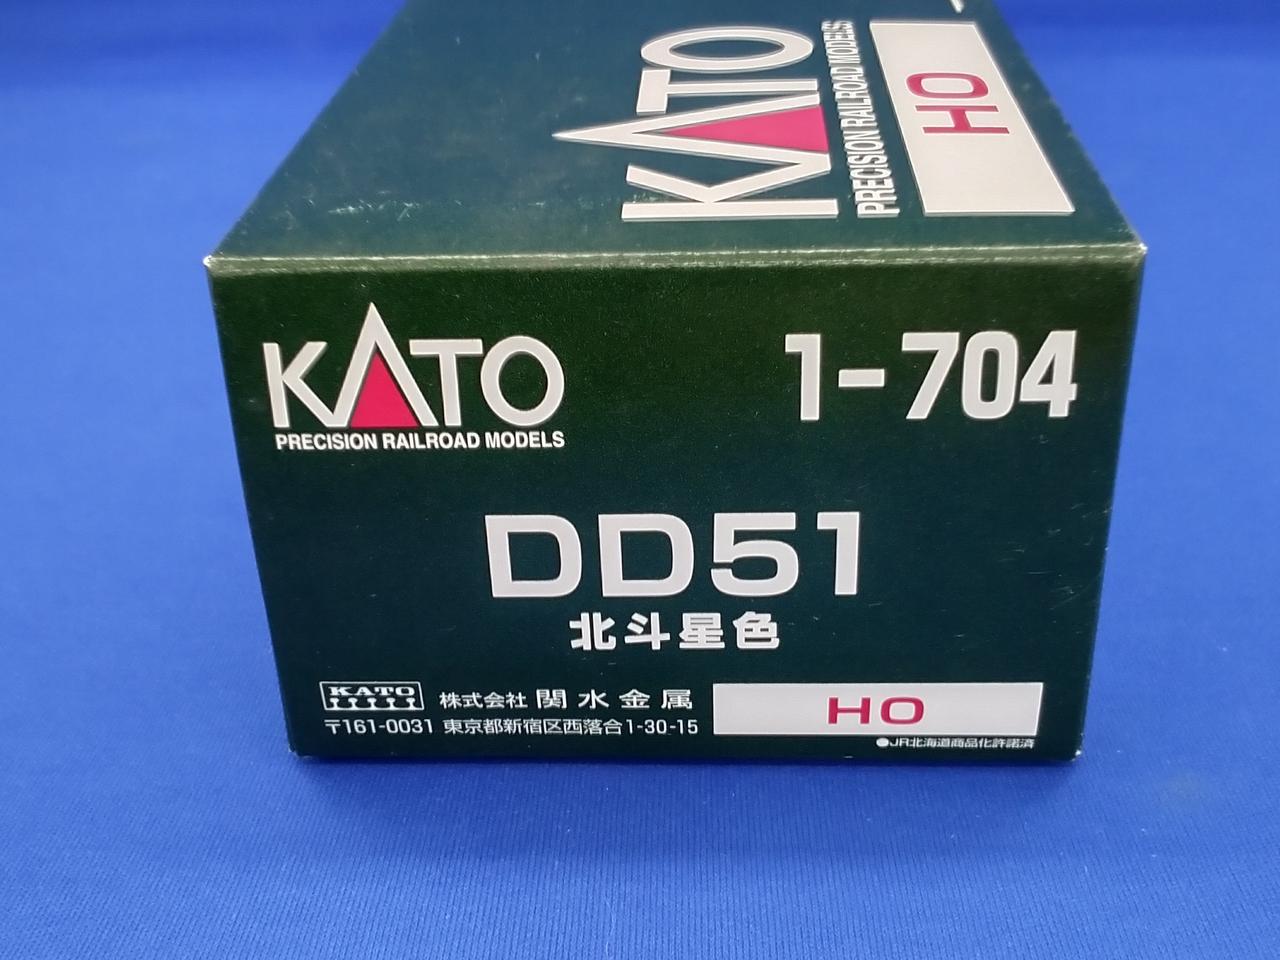 KATO
PRECISION RAILROAD MODELS
HO
KATO
PRECISION RAILROAD MODELS
1-704
DD51
北斗星色
KATO
株式会社 関水金属
〒161-0031 東京都新宿区西落合1-30-15
HO
●JR北海道商品化許諾済